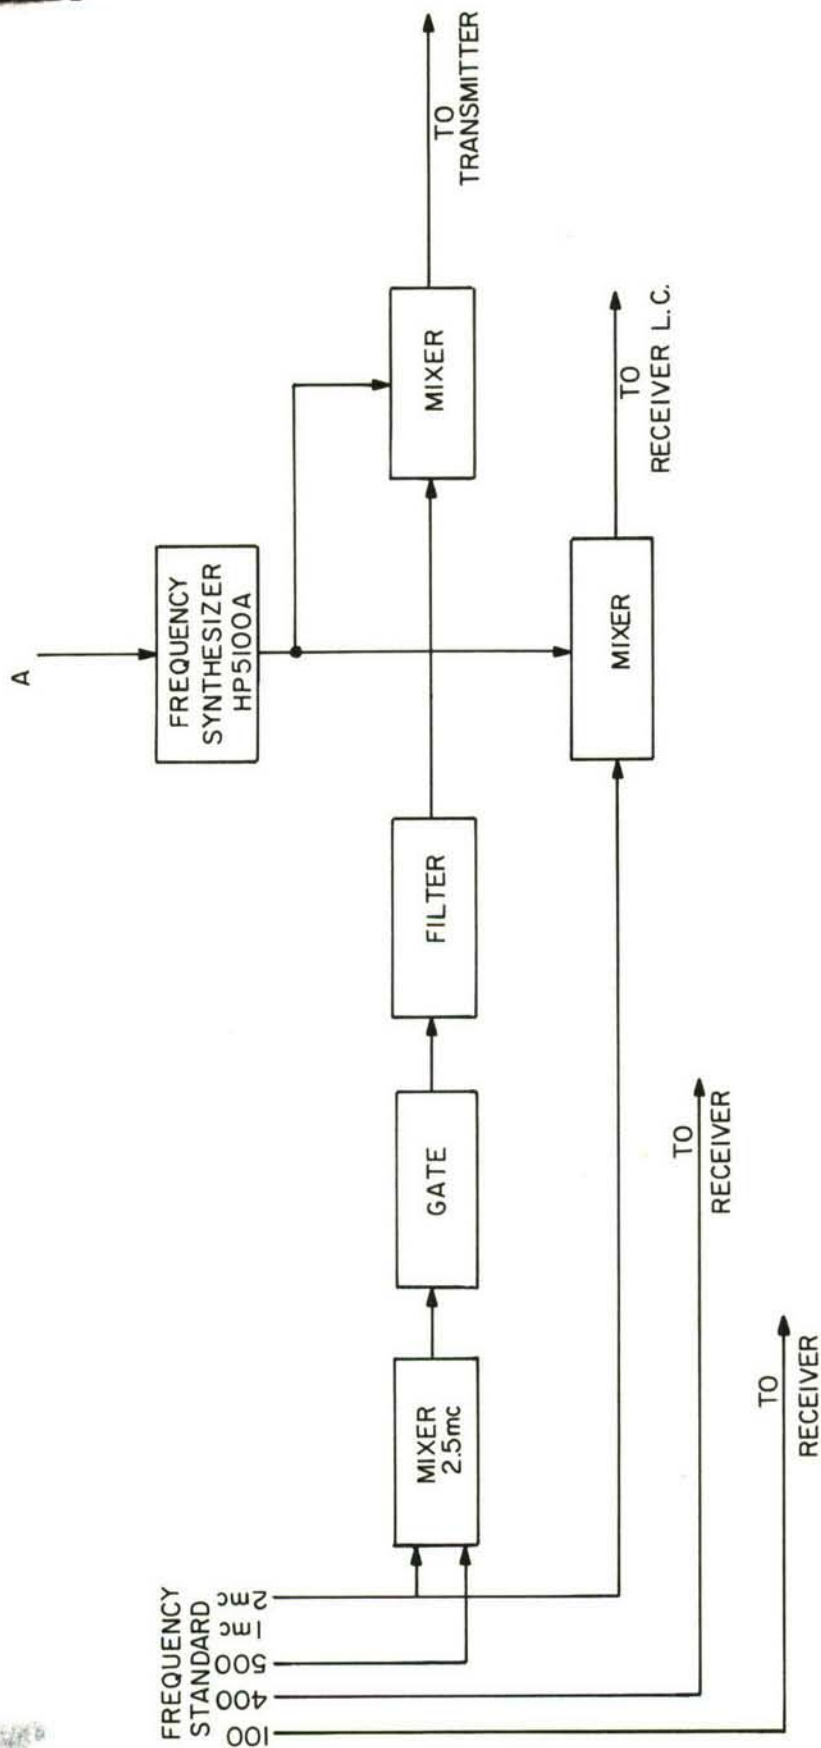 A
FREQUENCY
SYNTHESIZER
HP5100A
FREQUENCY
STANDARD
100
400
500
1mc
2mc
MIXER
2.5mc
GATE
FILTER
MIXER
TO
TRANSMITTER
MIXER
TO
RECEIVER L.C.
TO
RECEIVER
TO
RECEIVER